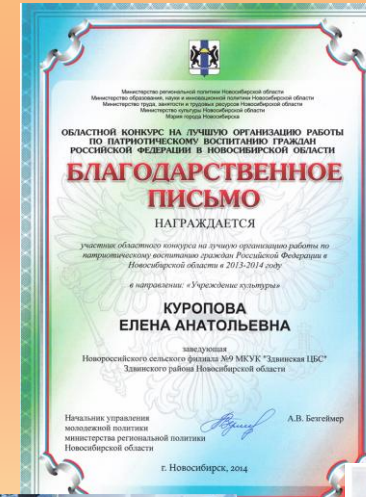 Министерство региональной политики Новосибирской области
Министерство образования, науки и инновационной политики Новосибирской области
Министерство труда, занятости и трудовых ресурсов Новосибирской области
Министерство культуры Новосибирской области
Мэрия города Новосибирска
ОБЛАСТНОЙ КОНКУРС НА ЛУЧШУЮ ОРГАНИЗАЦИЮ РАБОТЫ
ПО ПАТРИОТИЧЕСКОМУ ВОСПИТАНИЮ ГРАЖДАН
РОССИЙСКОЙ ФЕДЕРАЦИИ В НОВОСИБИРСКОЙ ОБЛАСТИ
БЛАГОДАРСТВЕННОЕ
ПИСЬМО
НАГРАЖДАЕТСЯ
участник областного конкурса на лучшую организацию работы по
патриотическому воспитанию граждан Российской Федерации в
Новосибирской области в 2013-2014 году
в направлении: «Учреждение культуры»
КУРОПОВА
ЕЛЕНА АНАТОЛЬЕВНА
заведующая
Новороссийского сельского филиала №9 МКУК "Здвинская ЦБС"
Здвинского района Новосибирской области
Начальник управления
молодежной политики
министерства региональной политики
Новосибирской области
А.В. Безгеймер
г. Новосибирск, 2014